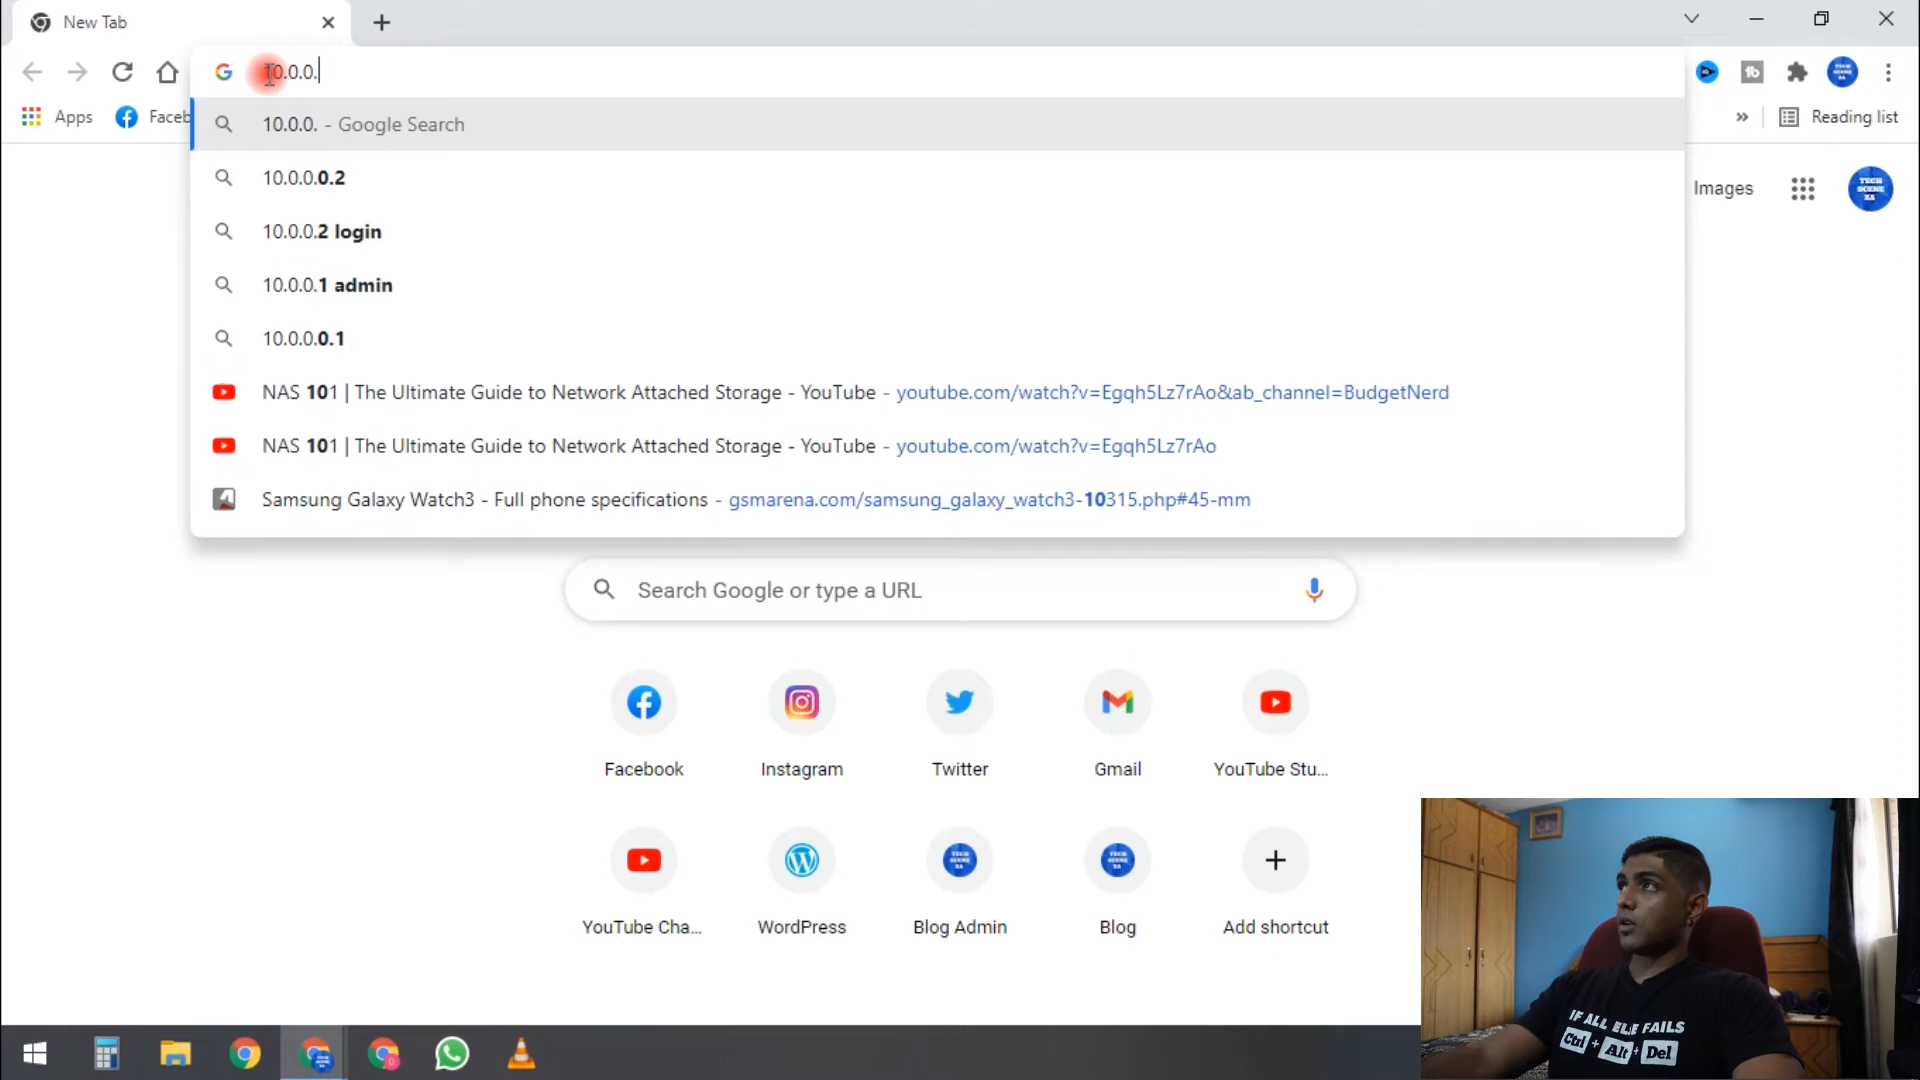 New Tab
10.0.0.
Apps
Faceb
Reading list
10.0.0. - Google Search
10.0.0.0.2
10.0.0.2 login
10.0.0.1 admin
10.0.0.0.1
NAS 101 | The Ultimate Guide to Network Attached Storage - YouTube - youtube.com/watch?v=Egqh5Lz7rAo&ab_channel=BudgetNerd
NAS 101 | The Ultimate Guide to Network Attached Storage - YouTube - youtube.com/watch?v=Egqh5Lz7rAo
Samsung Galaxy Watch3 - Full phone specifications - gsmarena.com/samsung_galaxy_watch3-10315.php#45-mm
Images
TECH
SCENE
ZA
Search Google or type a URL
Facebook
Instagram
Twitter
Gmail
YouTube Stu...
YouTube Cha...
WordPress
Blog Admin
Blog
Add shortcut
IF ALL ELSE FAILS
Ctrl + Alt + Del